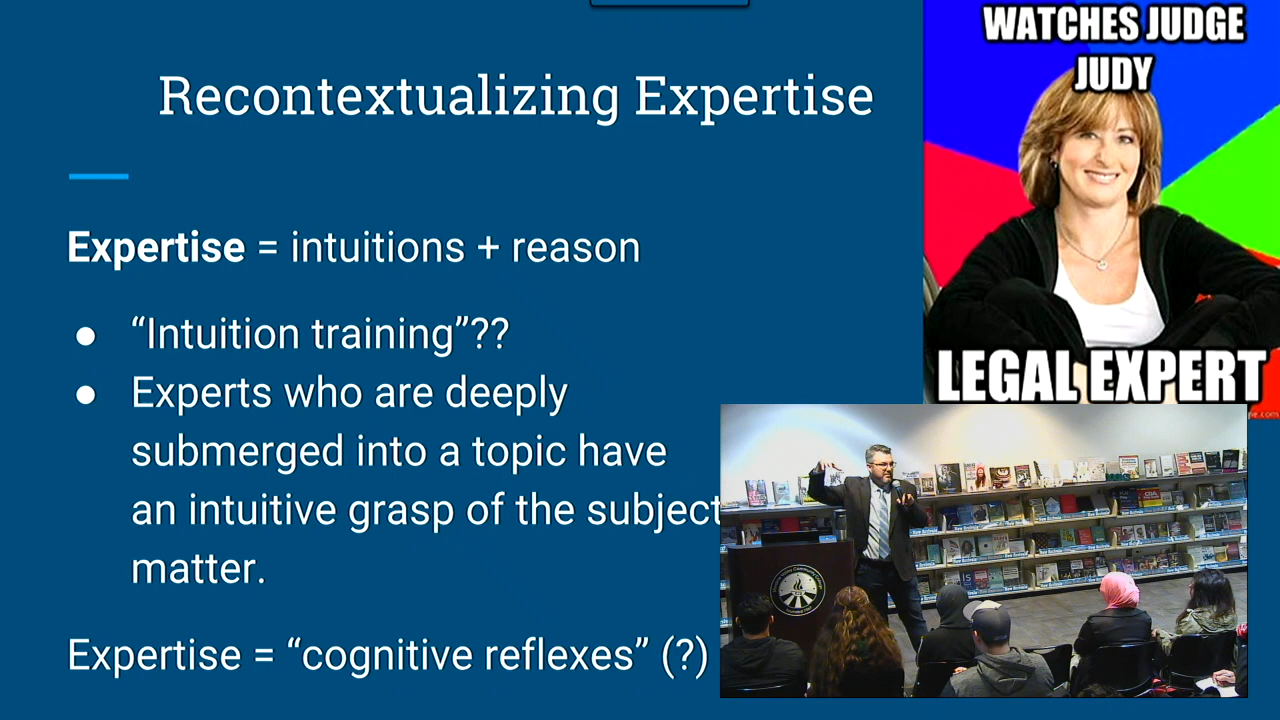 Recontextualizing Expertise
Expertise = intuitions + reason
● “Intuition training”??
● Experts who are deeply
submerged into a topic have
an intuitive grasp of the subject
matter.
Expertise = “cognitive reflexes” (?)
WATCHES JUDGE
JUDY
LEGAL EXPERT